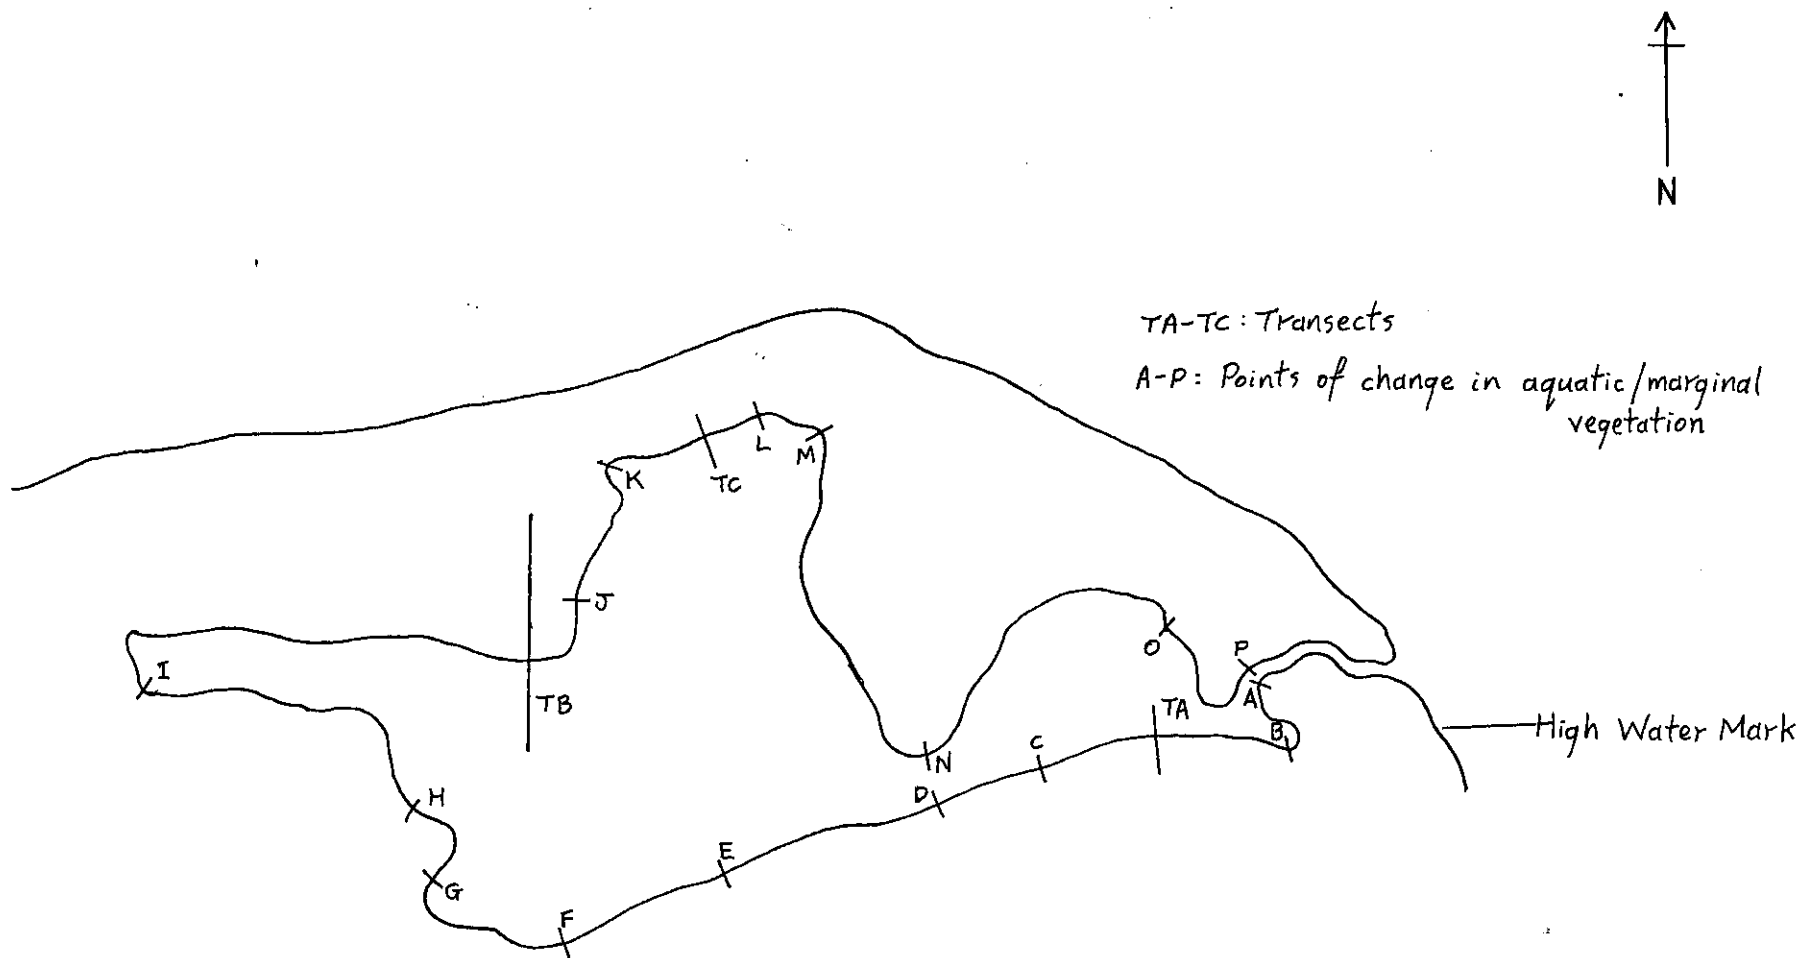 N
TA-TC: Transects
A-P: Points of change in aquatic/marginal
vegetation
L
M
K
TC
J
O
P
I
A
TB
TA
B
High Water Mark
C
N
D
H
E
G
F